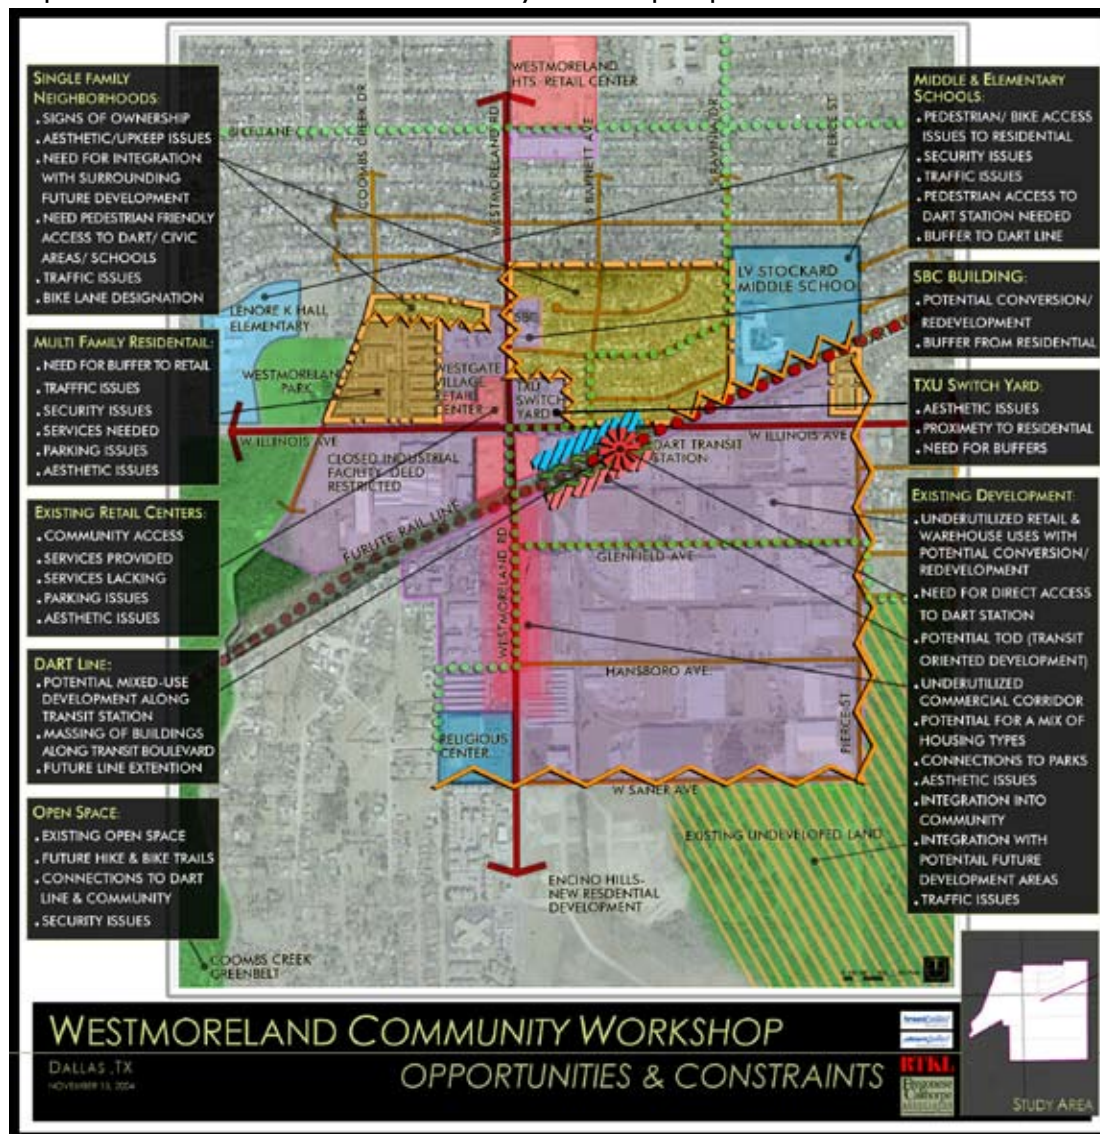 SINGLE FAMILY
NEIGHBORHOODS:
. SIGNS OF OWNERSHIP
. AESTHETIC/UPKEEP ISSUES
. NEED FOR INTEGRATION
WITH SURROUNDING
FUTURE DEVELOPMENT
. NEED PEDESTRIAN FRIENDLY
ACCESS TO DART/ CIVIC
AREAS/ SCHOOLS
. TRAFFIC ISSUES
. BIKE LANE DESIGNATION
MULTI FAMILY RESIDENTAIL:
. NEED FOR BUFFER TO RETAIL
. TRAFFFIC ISSUES
. SECURITY ISSUES
. SERVICES NEEDED
. PARKING ISSUES
. AESTHETIC ISSUES
EXISTING RETAIL CENTERS:
. COMMUNITY ACCESS
. SERVICES PROVIDED
. SERVICES LACKING
. PARKING ISSUES
. AESTHETIC ISSUES
DART LINE:
. POTENTIAL MIXED-USE
DEVELOPMENT ALONG
TRANSIT STATION
. MASSING OF BUILDINGS
ALONG TRANSIT BOULEVARD
. FUTURE LINE EXTENTION
OPEN SPACE:
. EXISTING OPEN SPACE
. FUTURE HIKE & BIKE TRAILS
. CONNECTIONS TO DART
LINE & COMMUNITY
. SECURITY ISSUES
WESTMORELAND
HTS- RETAIL CENTER
BIKE LANE
COOMBS CREEK DR
WESTMORELAND RD
S BARNETT AVE
S RAVINIA DR
PIERCE ST
LENORE K HALL
ELEMENTARY
LV STOCKARD
MIDDLE SCHOOL
SBC
WESTMORELAND
PARK
WESTGATE
VILLAGE
RETAIL
CENTER
TXU
SWITCH
YARD
W ILLINOIS AVE
W ILLINOIS AVE
DART TRANSIT
STATION
CLOSED INDUSTRIAL
FACILITY- DEED
RESTRICTED
FURUTE RAIL LINE
GLENFIELD AVE
WESTMORELAND RD
HANSBORO AVE.
PIERCE ST
RELIGIOUS
CENTER
W SANER AVE
EXISTING UNDEVELOPED LAND
ENCINO HILLS-
NEW RESDENTIAL
DEVELOPMENT
COOMBS CREEK
GREENBELT
MIDDLE & ELEMENTARY
SCHOOLS:
. PEDESTRIAN/ BIKE ACCESS
ISSUES TO RESIDENTIAL
. SECURITY ISSUES
. TRAFFIC ISSUES
. PEDESTRIAN ACCESS TO
DART STATION NEEDED
. BUFFER TO DART LINE
SBC BUILDING:
. POTENTIAL CONVERSION/
REDEVELOPMENT
. BUFFER FROM RESIDENTIAL
TXU SWITCH YARD:
. AESTHETIC ISSUES
. PROXIMETY TO RESIDENTIAL
. NEED FOR BUFFERS
EXISTING DEVELOPMENT:
. UNDERUTILIZED RETAIL &
WAREHOUSE USES WITH
POTENTIAL CONVERSION/
REDEVELOPMENT
. NEED FOR DIRECT ACCESS
TO DART STATION
. POTENTIAL TOD (TRANSIT
ORIENTED DEVELOPMENT)
. UNDERUTILIZED
COMMERCIAL CORRIDOR
. POTENTIAL FOR A MIX OF
HOUSING TYPES
. CONNECTIONS TO PARKS
. AESTHETIC ISSUES
. INTEGRATION INTO
COMMUNITY
. INTEGRATION WITH
POTENTAIL FUTURE
DEVELOPMENT AREAS
. TRAFFIC ISSUES
WESTMORELAND COMMUNITY WORKSHOP
DALLAS ,TX
NOVEMBER 13, 2004
OPPORTUNITIES & CONSTRAINTS
RTKL
STUDY AREA